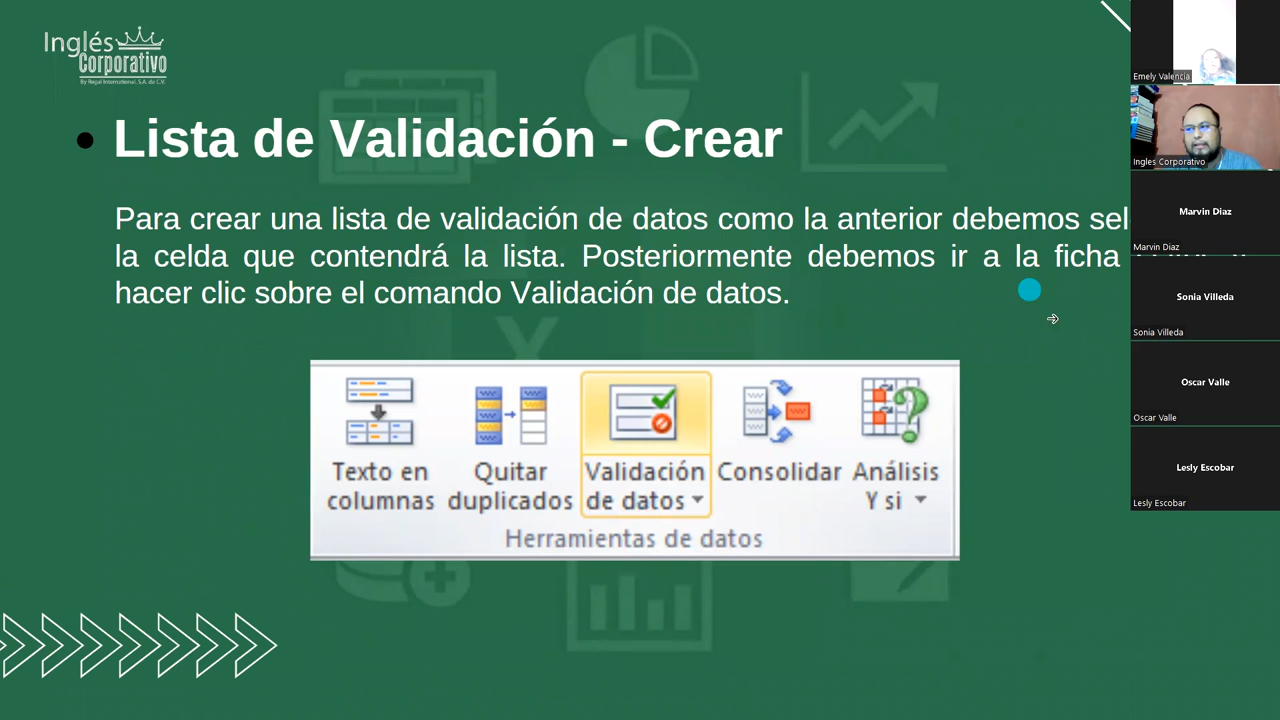 Inglés
Corporativo
By Regal International, S.A. de C.V.
Lista de Validación - Crear
Para crear una lista de validación de datos como la anterior debemos sel
la celda que contendrá la lista. Posteriormente debemos ir a la ficha
hacer clic sobre el comando Validación de datos.
Texto en
columnas
Quitar
duplicados
Validación
de datos
Consolidar
Análisis
Y si
Herramientas de datos
Emely Valencia
Ingles Corporativo
Marvin Diaz
Marvin Diaz
Sonia Villeda
Sonia Villeda
Oscar Valle
Oscar Valle
Lesly Escobar
Lesly Escobar